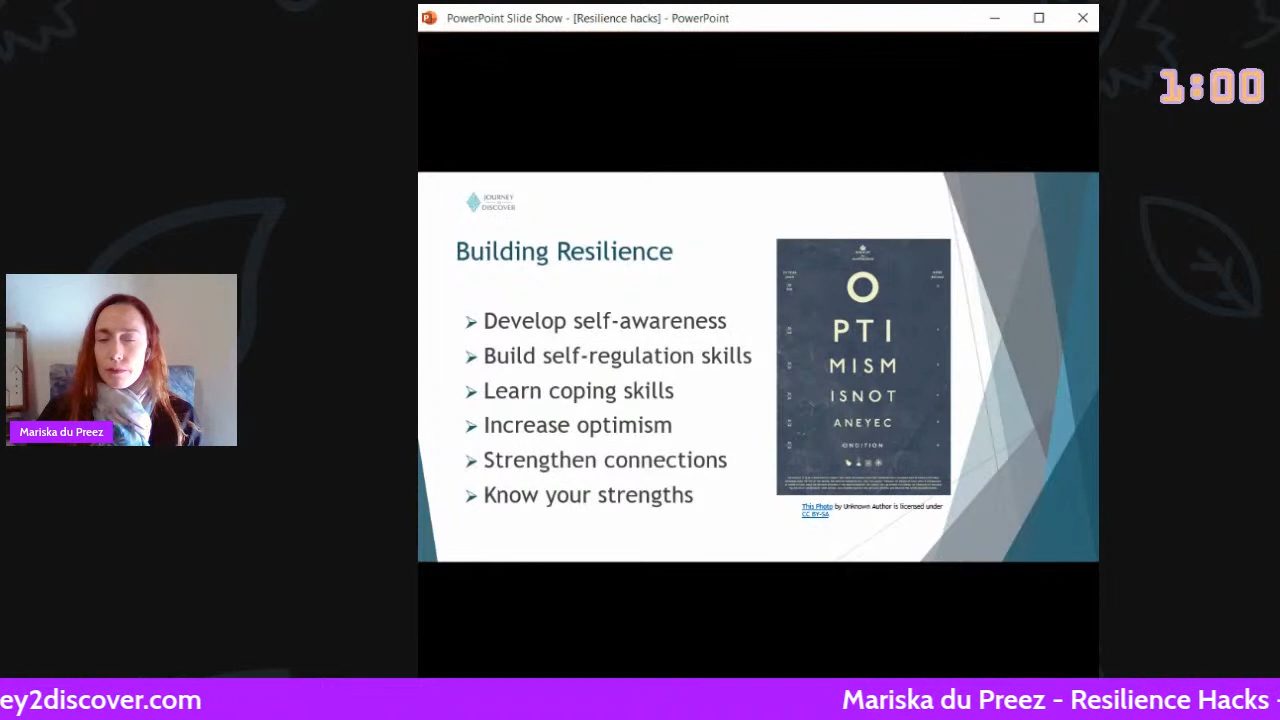 PowerPoint Slide Show - [Resilience hacks] - PowerPoint
1:00
JOURNEY
DISCOVER
Building Resilience
➢ Develop self-awareness
➢ Build self-regulation skills
➢ Learn coping skills
➢ Increase optimism
➢ Strengthen connections
➢ Know your strengths
O
PTI
MISM
ISNOT
ANEYEC
ONDITION
This Photo by Unknown Author is licensed under
CC BY-SA
Mariska du Preez
ey2discover.com
Mariska du Preez - Resilience Hacks -